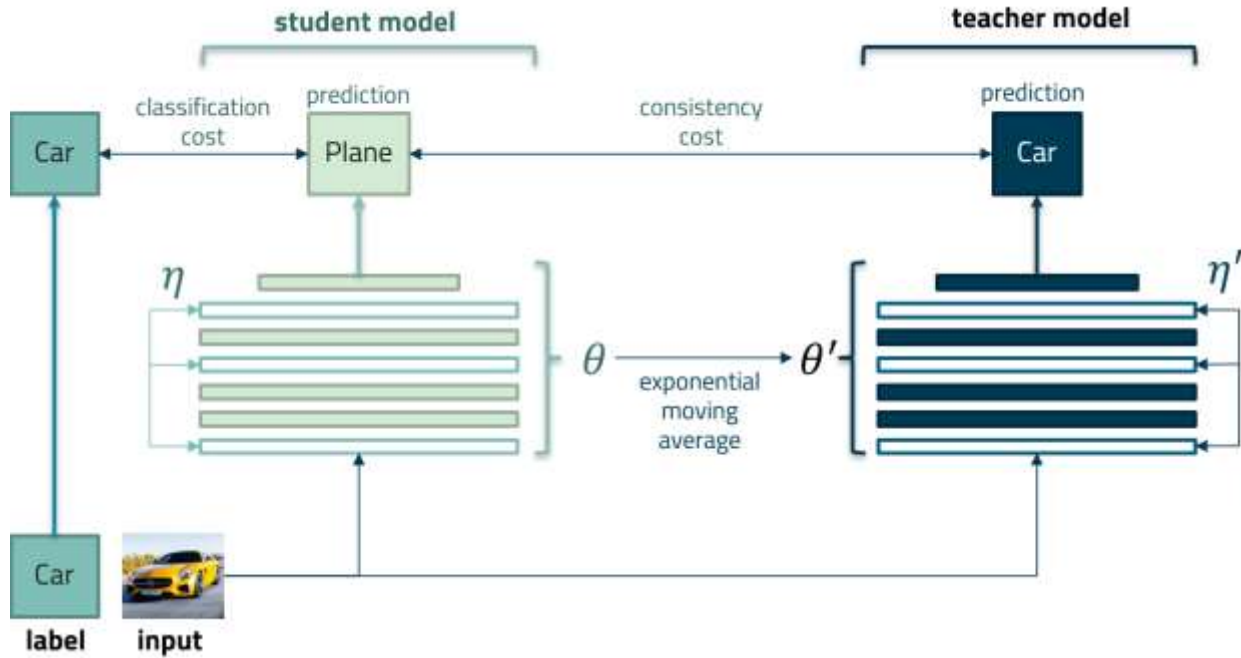 student model
teacher model
prediction
prediction
classification
cost
consistency
cost
Car
Plane
Car
η
η′
θ
θ′
exponential
moving
average
Car
label
input